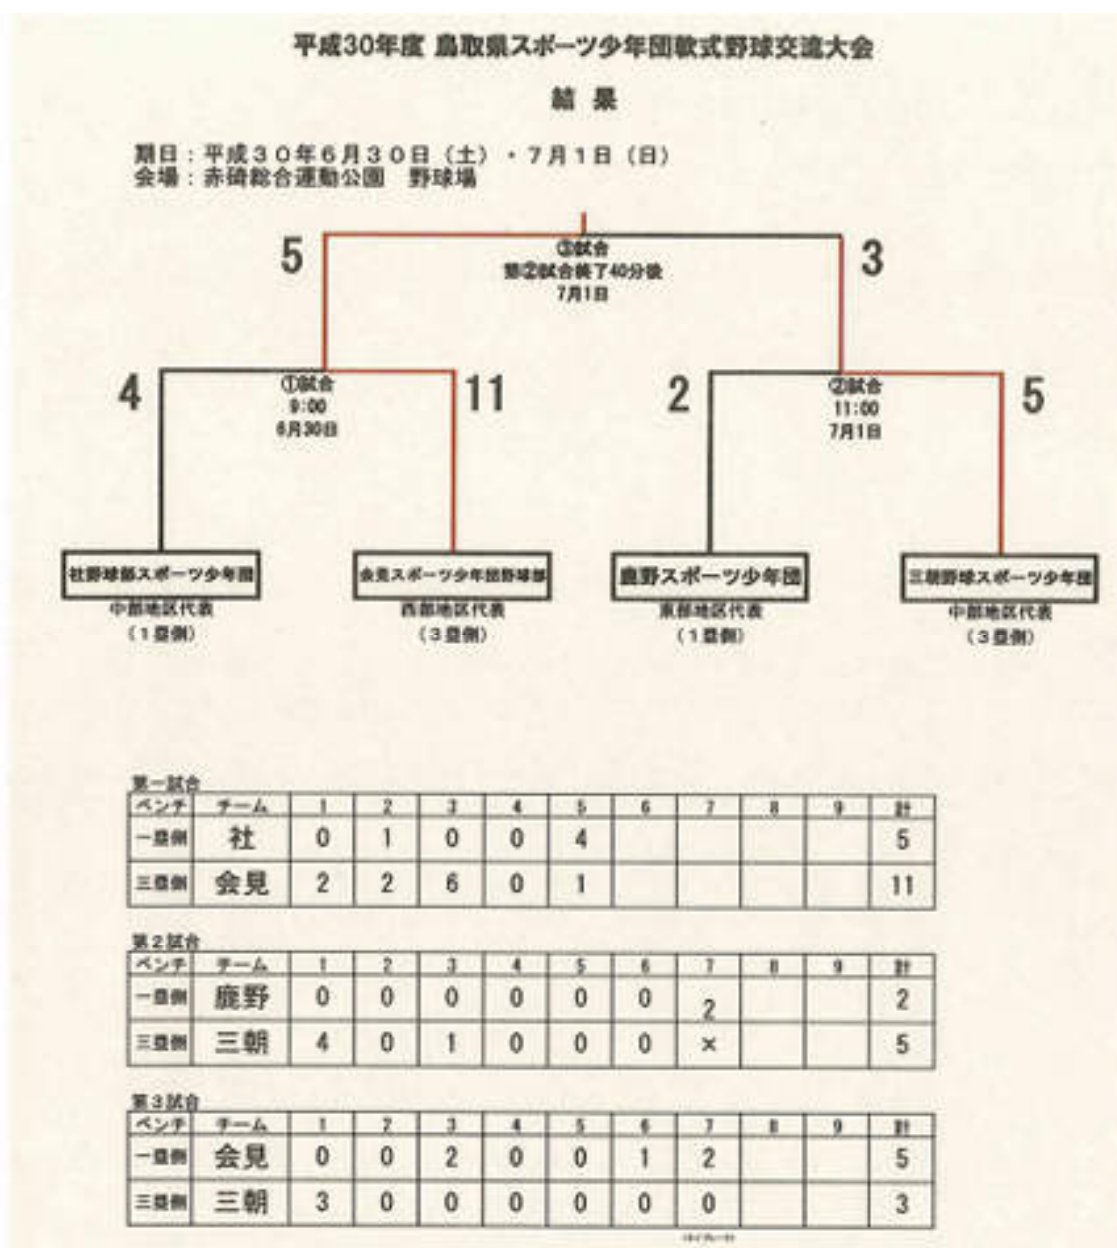 平成30年度 鳥取県スポーツ少年団軟式野球交流大会
結 果
期日：平成30年6月30日（土）・7月1日（日）
会場：赤碕総合運動公園 野球場
5 ③試合 3
第②試合終了40分後
7月1日
4 ①試合 11 2 ②試合 5
9:00 11:00
6月30日 7月1日
社野球部スポーツ少年団 会見スポーツ少年団野球部 鹿野スポーツ少年団 三朝野球スポーツ少年団
中部地区代表 西部地区代表 東部地区代表 中部地区代表
（1塁側） （3塁側） （1塁側） （3塁側）
第一試合
ベンチ チーム 1 2 3 4 5 6 7 8 9 計
一塁側 社 0 1 0 0 4 5
三塁側 会見 2 2 6 0 1 11
第2試合
ベンチ チーム 1 2 3 4 5 6 7 8 9 計
一塁側 鹿野 0 0 0 0 0 0 2 2
三塁側 三朝 4 0 1 0 0 0 × 5
第3試合
ベンチ チーム 1 2 3 4 5 6 7 8 9 計
一塁側 会見 0 0 2 0 0 1 2 5
三塁側 三朝 3 0 0 0 0 0 0 3